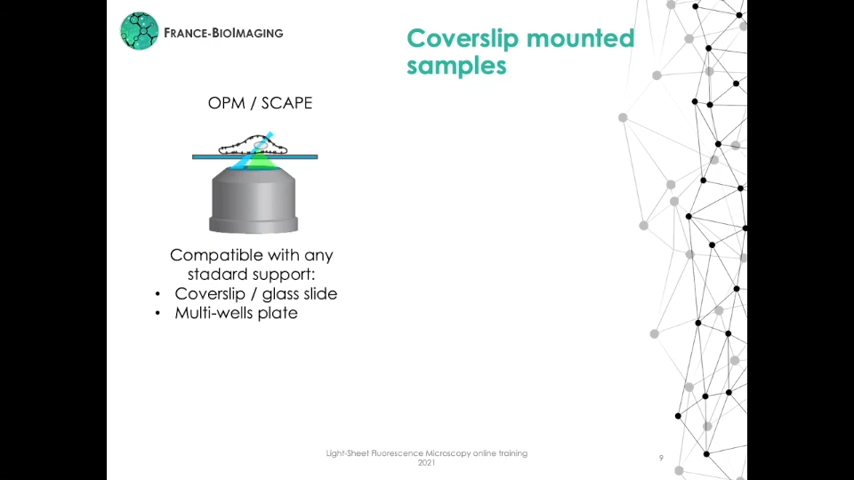 FRANCE-BIOIMAGING
Coverslip mounted
samples
OPM / SCAPE
Compatible with any
stadard support:
• Coverslip / glass slide
• Multi-wells plate
Light-Sheet Fluorescence Microscopy online training
2021
9